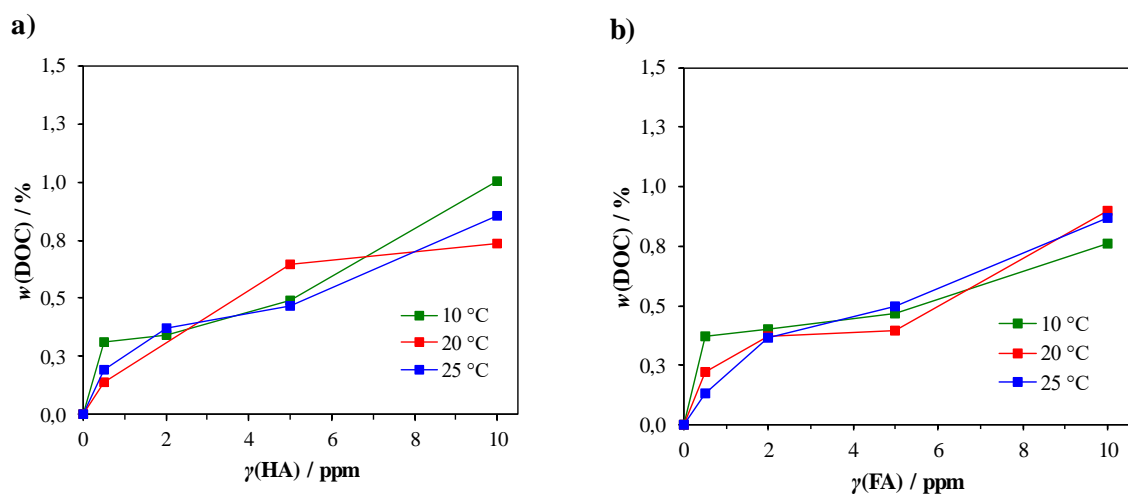 a)
1,5
1,3
1,0
0,8
0,5
0,3
0,0
w(DOC) / %
0 2 4 6 8 10
γ(HA) / ppm
10 °C
20 °C
25 °C
b)
1,5
1,3
1,0
0,8
0,5
0,3
0,0
w(DOC) / %
0 2 4 6 8 10
γ(FA) / ppm
10 °C
20 °C
25 °C